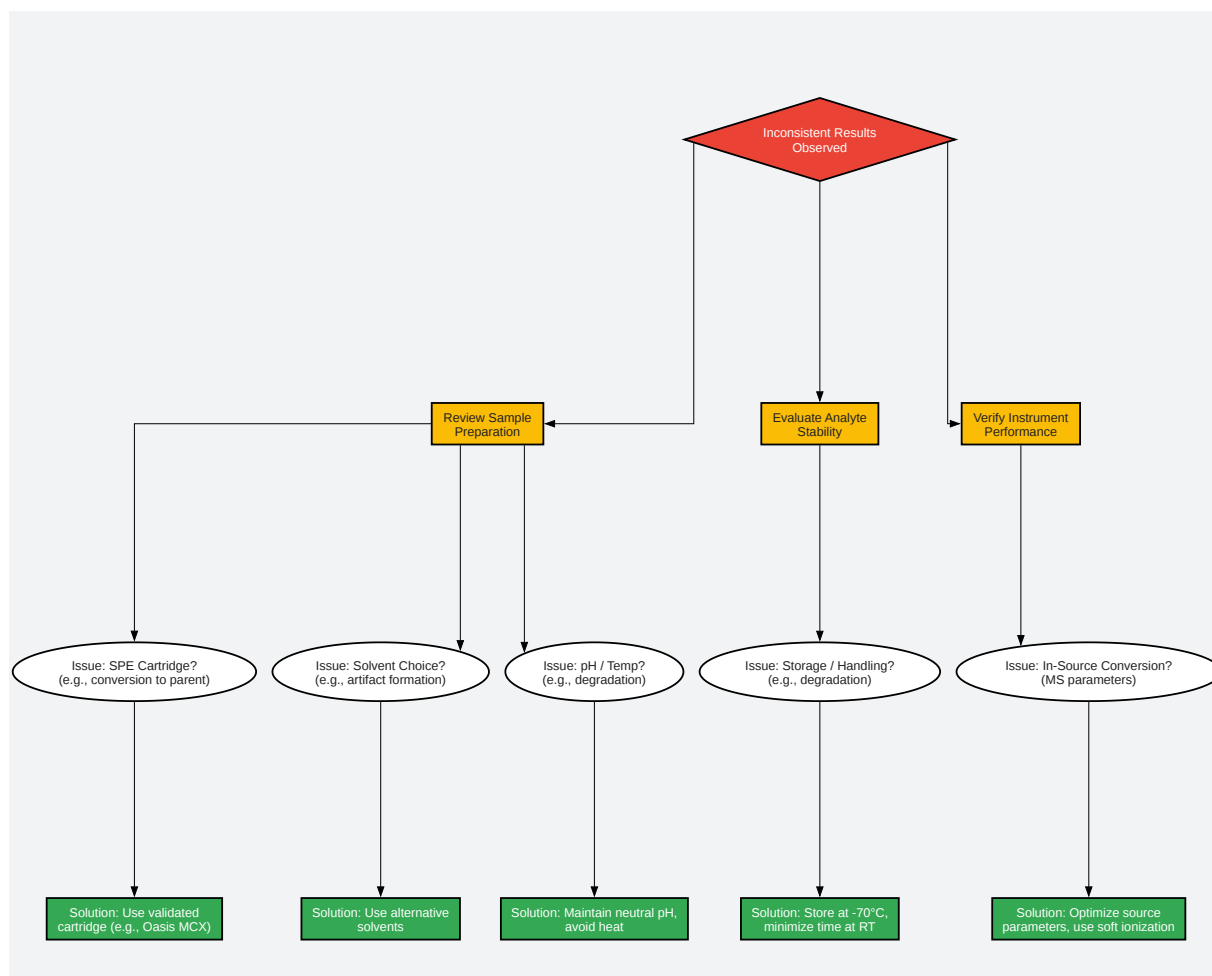 Inconsistent Results
Observed
Review Sample
Preparation
Evaluate Analyte
Stability
Verify Instrument
Performance
Issue: SPE Cartridge?
(e.g., conversion to parent)
Issue: Solvent Choice?
(e.g., artifact formation)
Issue: pH / Temp?
(e.g., degradation)
Issue: Storage / Handling?
(e.g., degradation)
Issue: In-Source Conversion?
(MS parameters)
Solution: Use validated
cartridge (e.g., Oasis MCX)
Solution: Use alternative
solvents
Solution: Maintain neutral pH,
avoid heat
Solution: Store at -70°C,
minimize time at RT
Solution: Optimize source
parameters, use soft ionization